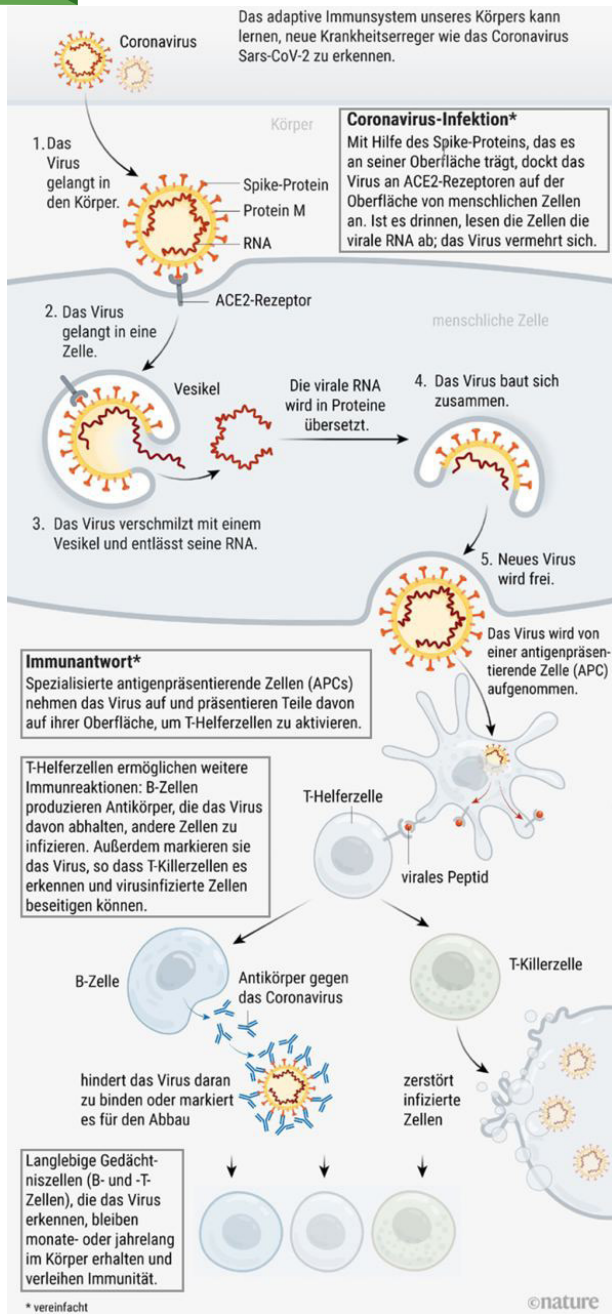 Das adaptive Immunsystem unseres Körpers kann
lernen, neue Krankheitserreger wie das Coronavirus
Sars-CoV-2 zu erkennen.
Coronavirus
Körper
Coronavirus-Infektion*
Mit Hilfe des Spike-Proteins, das es
an seiner Oberfläche trägt, dockt das
Virus an ACE2-Rezeptoren auf der
Oberfläche von menschlichen Zellen
an. Ist es drinnen, lesen die Zellen die
virale RNA ab; das Virus vermehrt sich.
1. Das
Virus
gelangt in
den Körper.
Spike-Protein
Protein M
RNA
ACE2-Rezeptor
menschliche Zelle
2. Das Virus
gelangt in eine
Zelle.
Vesikel
Die virale RNA
wird in Proteine
übersetzt.
4. Das Virus baut sich
zusammen.
3. Das Virus verschmilzt mit einem
Vesikel und entlässt seine RNA.
5. Neues Virus
wird frei.
Das Virus wird von
einer antigenpräsen-
tierende Zelle (APC)
aufgenommen.
Immunantwort*
Spezialisierte antigenpräsentierende Zellen (APCs)
nehmen das Virus auf und präsentieren Teile davon
auf ihrer Oberfläche, um T-Helferzellen zu aktivieren.
T-Helferzellen ermöglichen weitere
Immunreaktionen: B-Zellen
produzieren Antikörper, die das Virus
davon abhalten, andere Zellen zu
infizieren. Außerdem markieren sie
das Virus, so dass T-Killerzellen es
erkennen und virusinfizierte Zellen
beseitigen können.
T-Helferzelle
virales Peptid
B-Zelle
Antikörper gegen
das Coronavirus
T-Killerzelle
hindert das Virus daran
zu binden oder markiert
es für den Abbau
zerstört
infizierte
Zellen
Langlebige Gedächt-
niszellen (B- und -T-
Zellen), die das Virus
erkennen, bleiben
monate- oder jahrelang
im Körper erhalten und
verleihen Immunität.
* vereinfacht
©nature